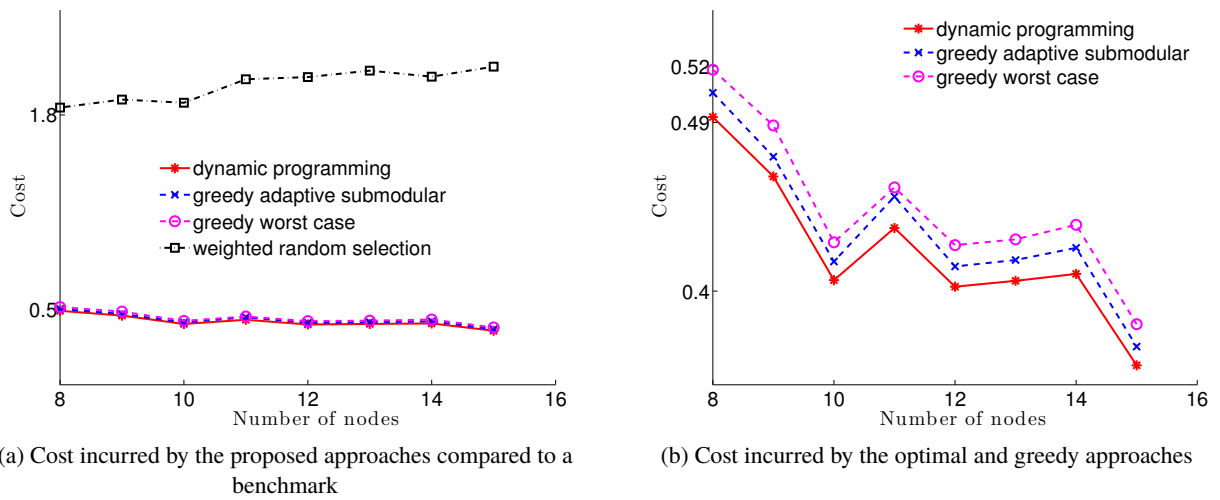 1.8
0.5
Cost
dynamic programming
greedy adaptive submodular
greedy worst case
weighted random selection
8
10
12
14
16
Number of nodes
(a) Cost incurred by the proposed approaches compared to a
benchmark
0.52
0.49
0.4
Cost
dynamic programming
greedy adaptive submodular
greedy worst case
8
10
12
14
16
Number of nodes
(b) Cost incurred by the optimal and greedy approaches